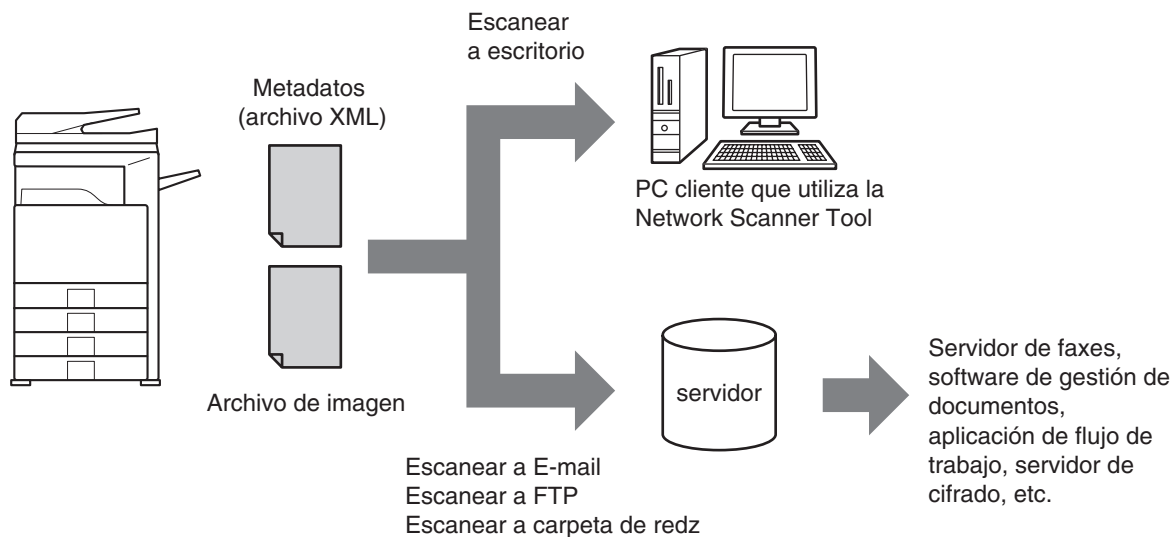 Escanear
a escritorio
Metadatos
(archivo XML)
PC cliente que utiliza la
Network Scanner Tool
Archivo de imagen
servidor
Servidor de faxes,
software de gestión de
documentos,
aplicación de flujo de
trabajo, servidor de
cifrado, etc.
Escanear a E-mail
Escanear a FTP
Escanear a carpeta de redz